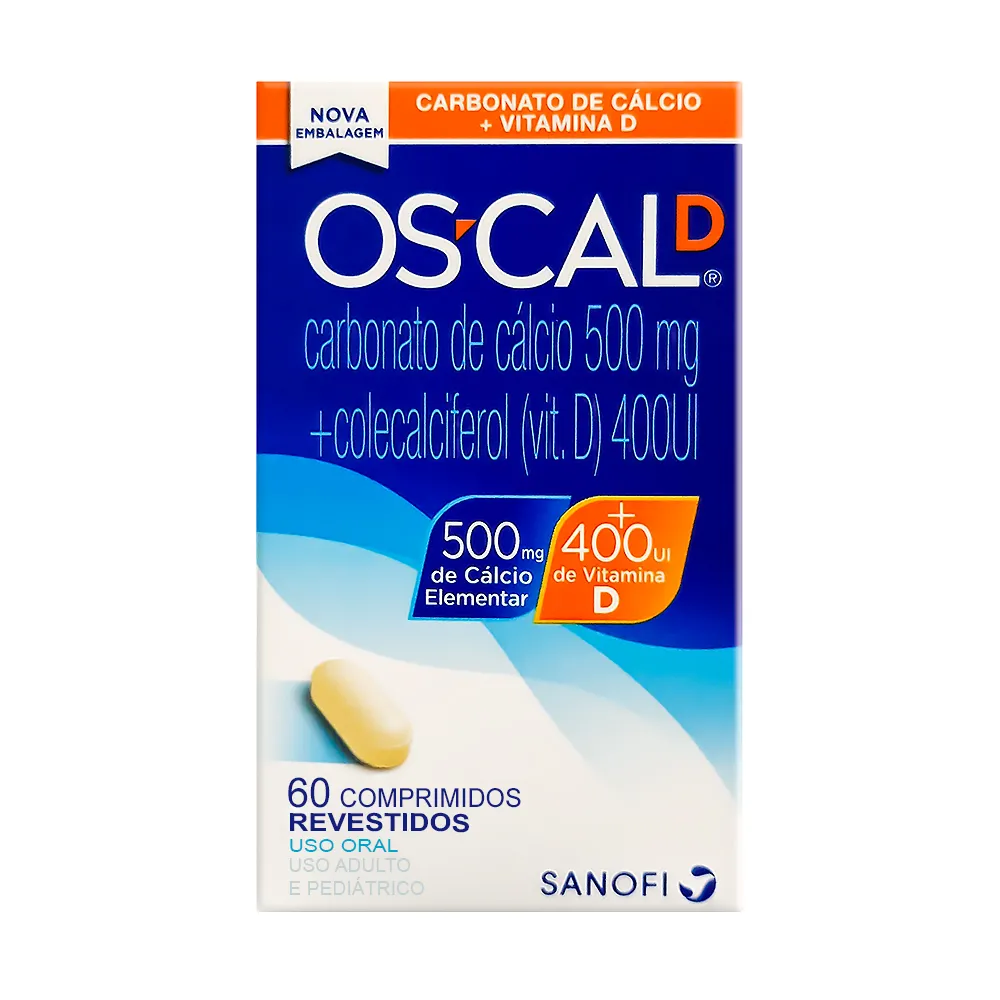 NOVA
EMBALAGEM
CARBONATO DE CÁLCIO
+ VITAMINA D
OS-CAL D®
carbonato de cálcio 500 mg
+colecalciferol (vit. D) 400UI
500mg
de Cálcio
Elementar
+
400UI
de Vitamina
D
60 COMPRIMIDOS
REVESTIDOS
USO ORAL
USO ADULTO
E PEDIÁTRICO
SANOFI